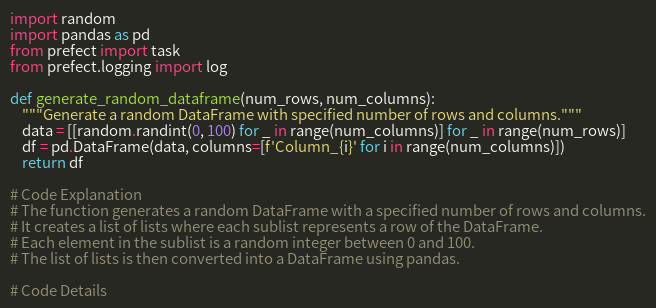 import random
import pandas as pd
from prefect import task
from prefect.logging import log
def generate_random_dataframe(num_rows, num_columns):
"""Generate a random DataFrame with specified number of rows and columns."""
data = [[random.randint(0, 100) for _ in range(num_columns)] for _ in range(num_rows)]
df = pd.DataFrame(data, columns=[f'Column_{i}' for i in range(num_columns)])
return df
# Code Explanation
# The function generates a random DataFrame with a specified number of rows and columns.
# It creates a list of lists where each sublist represents a row of the DataFrame.
# Each element in the sublist is a random integer between 0 and 100.
# The list of lists is then converted into a DataFrame using pandas.
# Code Details